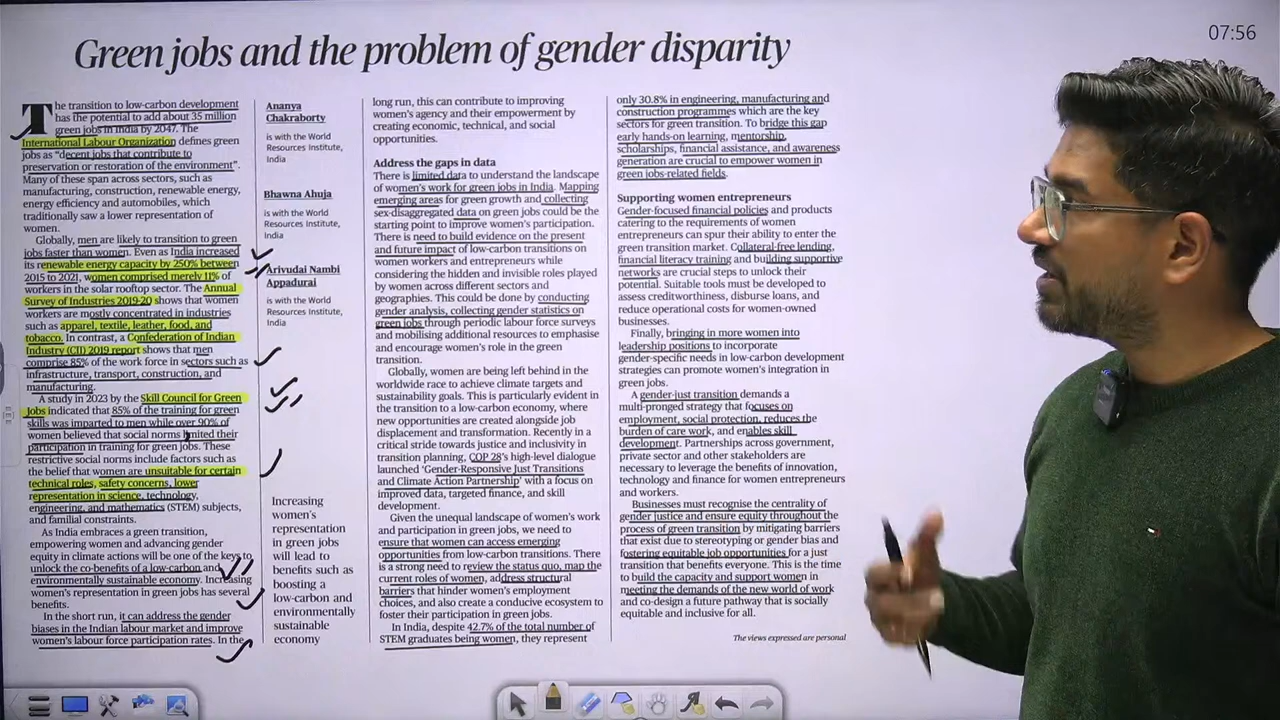 07:56
Green jobs and the problem of gender disparity
The transition to low-carbon development
has the potential to add about 35 million
green jobs in India by 2047. The
International Labour Organization defines green
jobs as “decent jobs that contribute to
preservation or restoration of the environment”.
Many of these span across sectors, such as
manufacturing, construction, renewable energy,
energy efficiency and automobiles, which
traditionally saw a lower representation of
women.
Globally, men are likely to transition to green
jobs faster than women. Even as India increased
its renewable energy capacity by 250% between
2015 to 2021, women comprised merely 11% of
workers in the solar rooftop sector. The Annual
Survey of Industries 2019-20 shows that women
workers are mostly concentrated in industries
such as apparel, textile, leather, food, and
tobacco. In contrast, a Confederation of Indian
Industry (CII) 2019 report shows that men
comprise 85% of the work force in sectors such as
infrastructure, transport, construction, and
manufacturing.
A study in 2023 by the Skill Council for Green
Jobs indicated that 85% of the training for green
skills was imparted to men while over 90% of
women believed that social norms limited their
participation in training for green jobs. These
restrictive social norms include factors such as
the belief that women are unsuitable for certain
technical roles, safety concerns, lower
representation in science, technology,
engineering, and mathematics (STEM) subjects,
and familial constraints.
As India embraces a green transition,
empowering women and advancing gender
equity in climate actions will be one of the keys to
unlock the co-benefits of a low-carbon and
environmentally sustainable economy. Increasing
women's representation in green jobs has several
benefits.
In the short run, it can address the gender
biases in the Indian labour market and improve
women's labour force participation rates. In the
Ananya
Chakraborty
is with the World
Resources Institute,
India
Bhawna Ahuja
is with the World
Resources Institute,
India
Arivudai Nambi
Appadurai
is with the World
Resources Institute,
India
Increasing
women's
representation
in green jobs
will lead to
benefits such as
boosting a
low-carbon and
environmentally
sustainable
economy
long run, this can contribute to improving
women's agency and their empowerment by
creating economic, technical, and social
opportunities.
Address the gaps in data
There is limited data to understand the landscape
of women's work for green jobs in India. Mapping
emerging areas for green growth and collecting
sex-disaggregated data on green jobs could be the
starting point to improve women's participation.
There is need to build evidence on the present
and future impact of low-carbon transitions on
women workers and entrepreneurs while
considering the hidden and invisible roles played
by women across different sectors and
geographies. This could be done by conducting
gender analysis, collecting gender statistics on
green jobs through periodic labour force surveys
and mobilising additional resources to emphasise
and encourage women's role in the green
transition.
Globally, women are being left behind in the
worldwide race to achieve climate targets and
sustainability goals. This is particularly evident in
the transition to a low-carbon economy, where
new opportunities are created alongside job
displacement and transformation. Recently in a
critical stride towards justice and inclusivity in
transition planning, COP 28's high-level dialogue
launched ‘Gender-Responsive Just Transitions
and Climate Action Partnership’ with a focus on
improved data, targeted finance, and skill
development.
Given the unequal landscape of women's work
and participation in green jobs, we need to
ensure that women can access emerging
opportunities from low-carbon transitions. There
is a strong need to review the status quo, map the
current roles of women, address structural
barriers that hinder women's employment
choices, and also create a conducive ecosystem to
foster their participation in green jobs.
In India, despite 42.7% of the total number of
STEM graduates being women, they represent
only 30.8% in engineering, manufacturing and
construction programmes which are the key
sectors for green transition. To bridge this gap
early hands-on learning, mentorship,
scholarships, financial assistance, and awareness
generation are crucial to empower women in
green jobs-related fields.
Supporting women entrepreneurs
Gender-focused financial policies and products
catering to the requirements of women
entrepreneurs can spur their ability to enter the
green transition market. Collateral-free lending,
financial literacy training and building supportive
networks are crucial steps to unlock their
potential. Suitable tools must be developed to
assess creditworthiness, disburse loans, and
reduce operational costs for women-owned
businesses.
Finally, bringing in more women into
leadership positions to incorporate
gender-specific needs in low-carbon development
strategies can promote women's integration in
green jobs.
A gender-just transition demands a
multi-pronged strategy that focuses on
employment, social protection, reduces the
burden of care work, and enables skill
development. Partnerships across government,
private sector and other stakeholders are
necessary to leverage the benefits of innovation,
technology and finance for women entrepreneurs
and workers.
Businesses must recognise the centrality of
gender justice and ensure equity throughout the
process of green transition by mitigating barriers
that exist due to stereotyping or gender bias and
fostering equitable job opportunities for a just
transition that benefits everyone. This is the time
to build the capacity and support women in
meeting the demands of the new world of work
and co-design a future pathway that is socially
equitable and inclusive for all.
The views expressed are personal